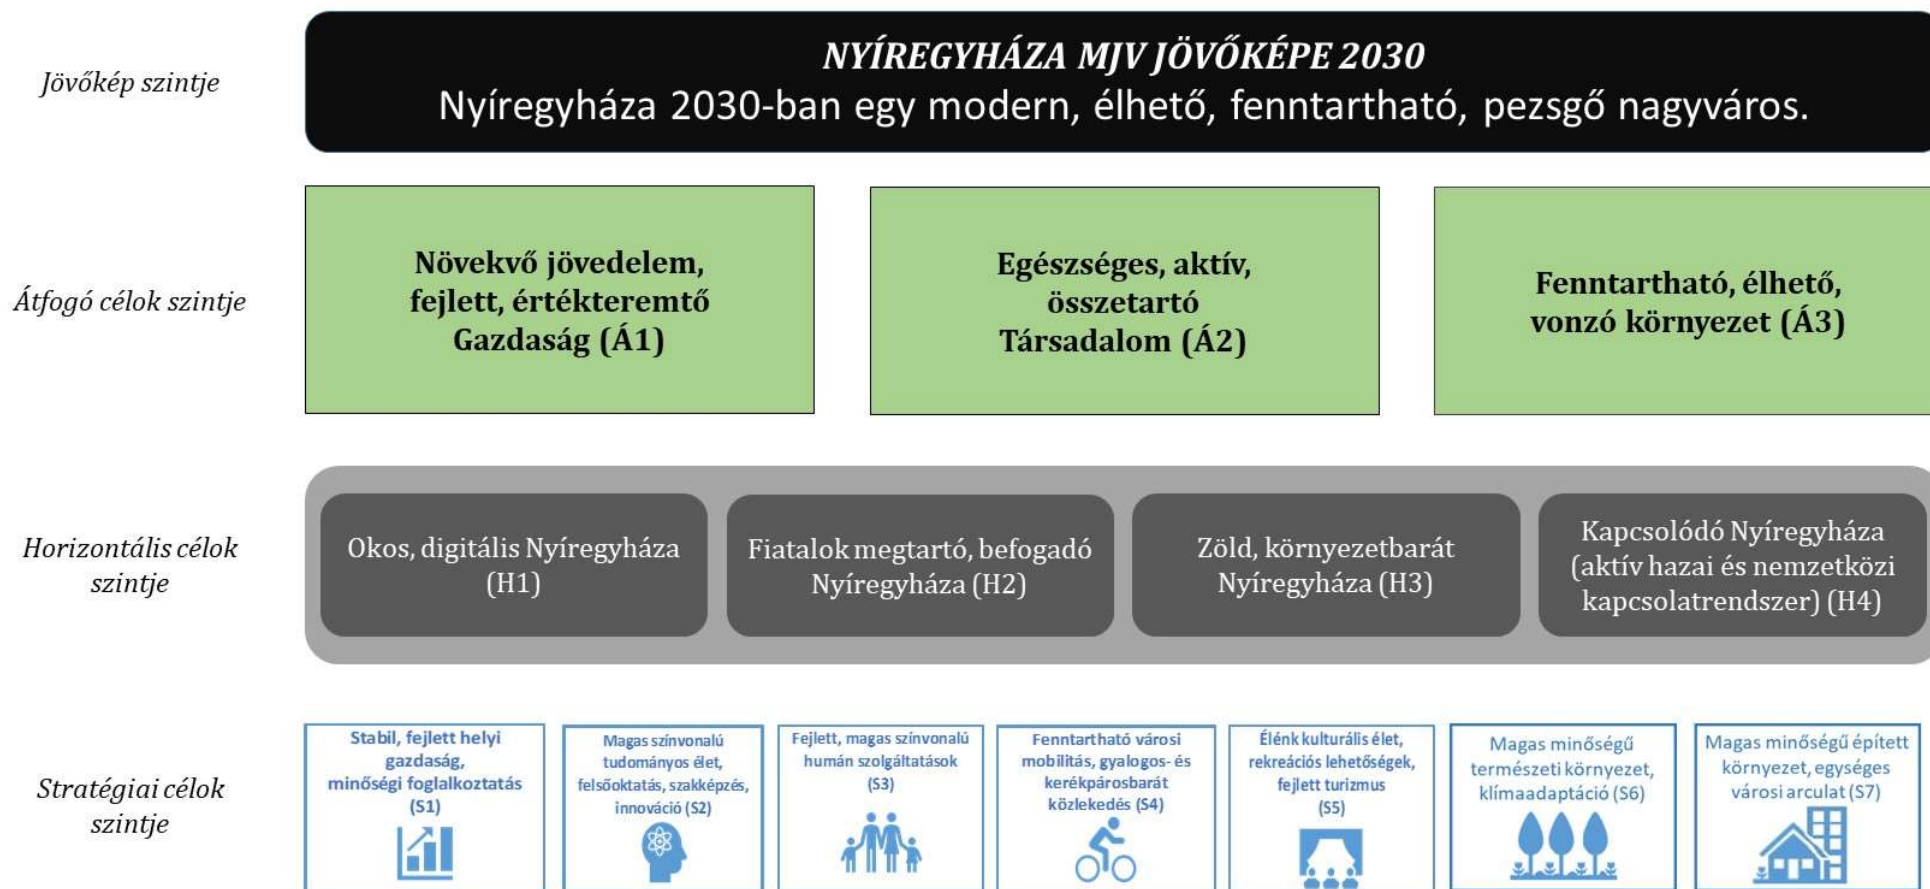 Jövőkép szintje
NYÍREGYHÁZA MJV JÖVŐKÉPE 2030
Nyíregyháza 2030-ban egy modern, élhető, fenntartható, pezsgő nagyváros.
Átfogó célok szintje
Növekvő jövedelem,
fejlett, értékteremtő
Gazdaság (Á1)
Egészséges, aktív,
összetartó
Társadalom (Á2)
Fenntartható, élhető,
vonzó környezet (Á3)
Horizontális célok
szintje
Okos, digitális Nyíregyháza
(H1)
Fiatalok megtartó, befogadó
Nyíregyháza (H2)
Zöld, környezetbarát
Nyíregyháza (H3)
Kapcsolódó Nyíregyháza
(aktív hazai és nemzetközi
kapcsolatrendszer) (H4)
Stratégiai célok
szintje
Stabil, fejlett helyi
gazdaság,
minőségi foglalkoztatás
(S1)
Magas színvonalú
tudományos élet,
felsőoktatás, szakképzés,
innováció (S2)
Fejlett, magas színvonalú
humán szolgáltatások
(S3)
Fenntartható városi
mobilitás, gyalogos- és
kerékpárosbarát
közlekedés (S4)
Élénk kulturális élet,
rekreációs lehetőségek,
fejlett turizmus
(S5)
Magas minőségű
természeti környezet,
klímaadaptáció (S6)
Magas minőségű épített
környezet, egységes
városi arculat (S7)